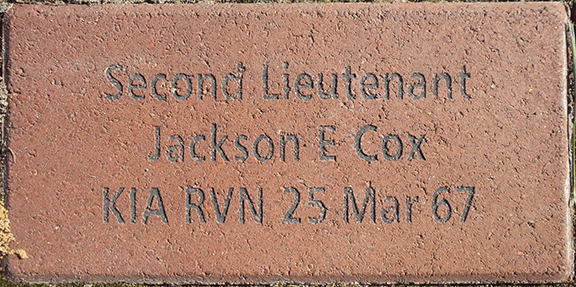 Second Lieutenant
Jackson E Cox
KIA RVN 25 Mar 67